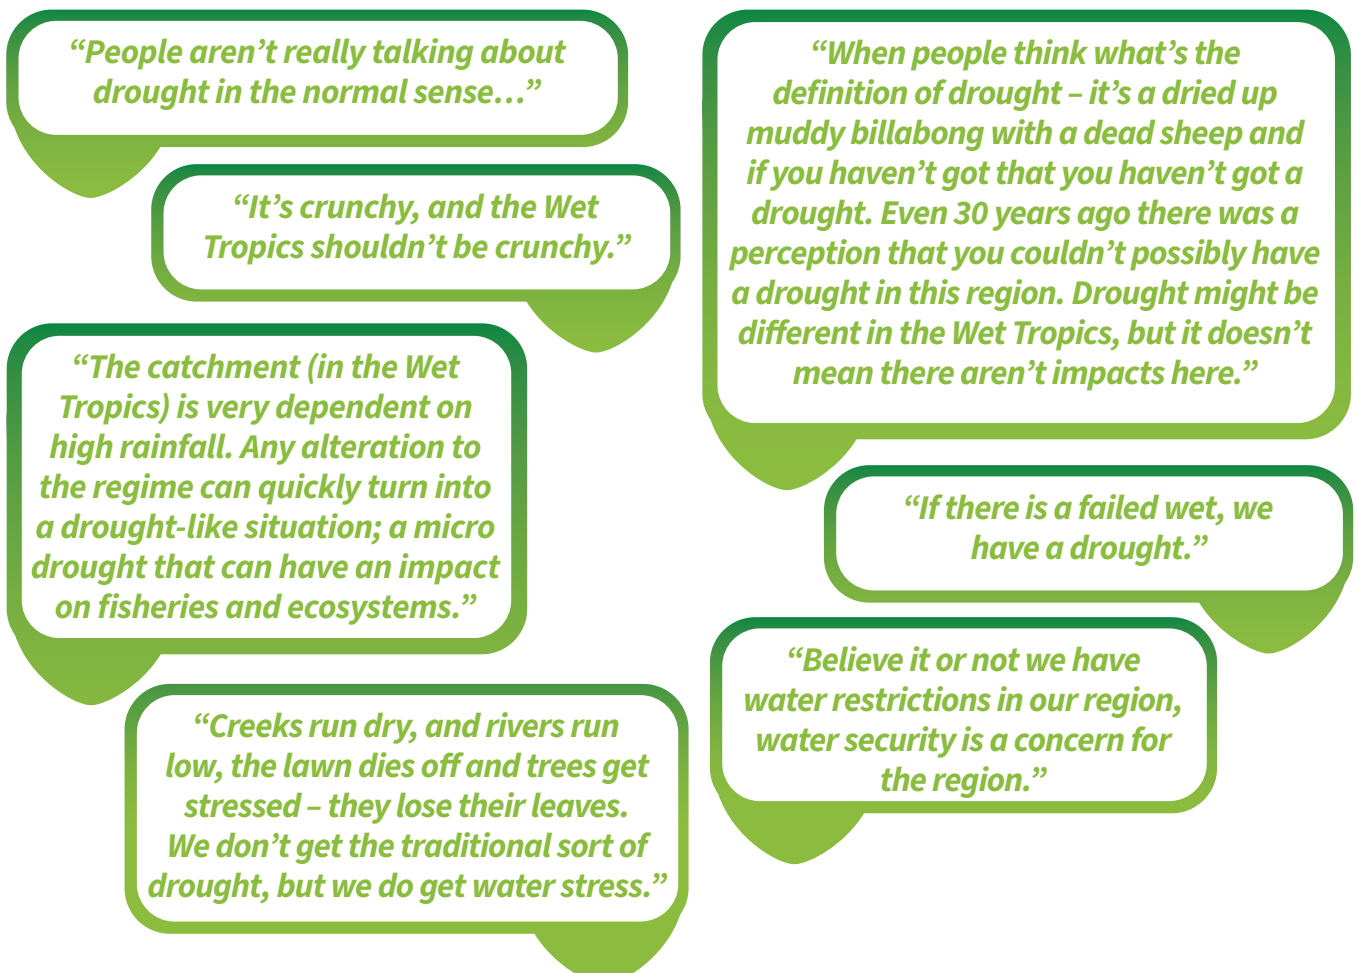 “People aren’t really talking about
drought in the normal sense…”
“It’s crunchy, and the Wet
Tropics shouldn’t be crunchy.”
“The catchment (in the Wet
Tropics) is very dependent on
high rainfall. Any alteration to
the regime can quickly turn into
a drought-like situation; a micro
drought that can have an impact
on fisheries and ecosystems.”
“Creeks run dry, and rivers run
low, the lawn dies off and trees get
stressed – they lose their leaves.
We don’t get the traditional sort of
drought, but we do get water stress.”
“When people think what’s the
definition of drought – it’s a dried up
muddy billabong with a dead sheep and
if you haven’t got that you haven’t got a
drought. Even 30 years ago there was a
perception that you couldn’t possibly have
a drought in this region. Drought might be
different in the Wet Tropics, but it doesn’t
mean there aren’t impacts here.”
“If there is a failed wet, we
have a drought.”
“Believe it or not we have
water restrictions in our region,
water security is a concern for
the region.”